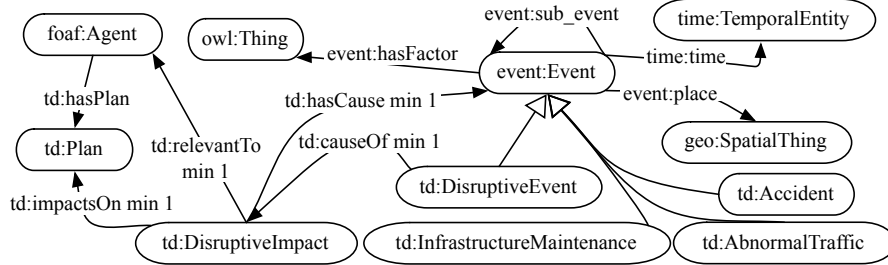 event:sub_event
foaf:Agent
owl:Thing
time:TemporalEntity
event:hasFactor
event:Event
time:time
td:hasPlan
td:hasCause min 1
event:place
td:Plan
td:relevantTo
min 1
td:causeOf min 1
geo:SpatialThing
td:DisruptiveEvent
td:Accident
td:impactsOn min 1
td:DisruptiveImpact
td:InfrastructureMaintenance
td:AbnormalTraffic